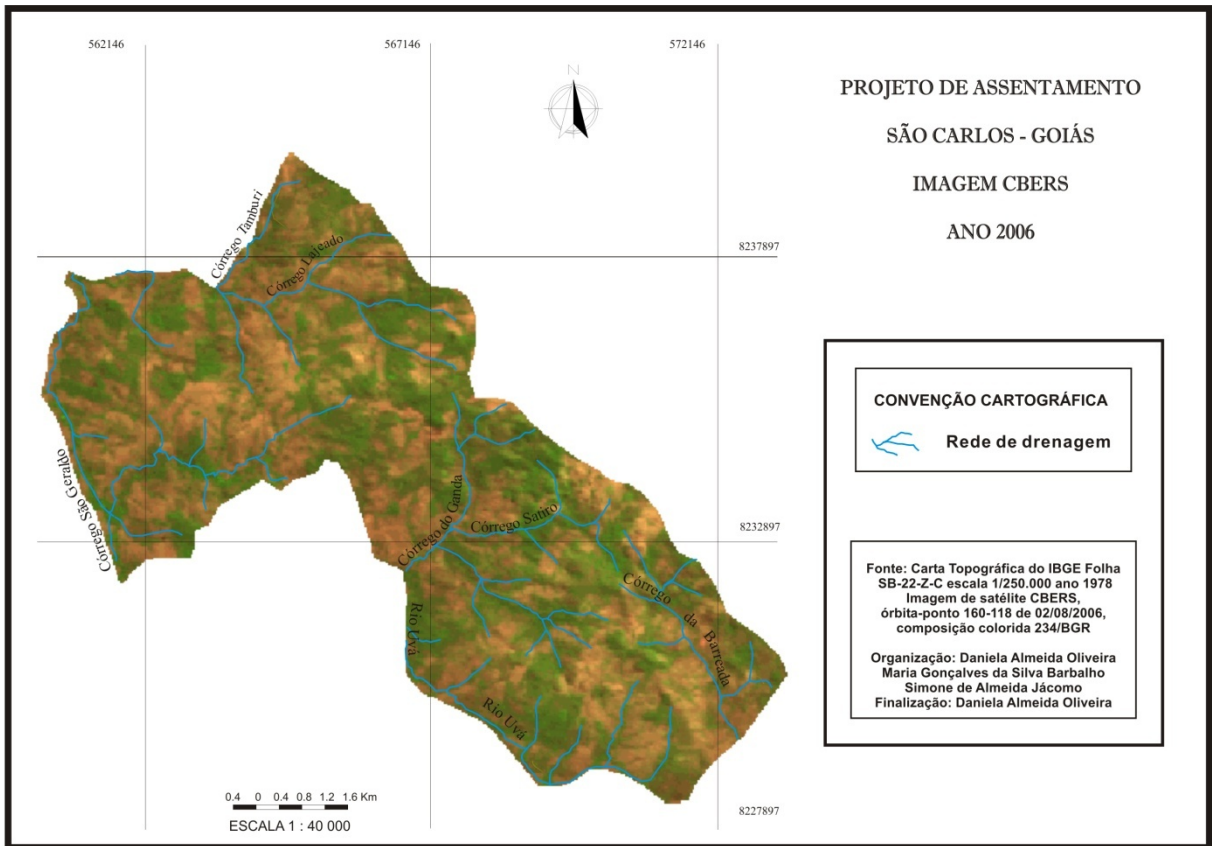 562146
567146
572146
N
PROJETO DE ASSENTAMENTO
SÃO CARLOS - GOIÁS
IMAGEM CBERS
ANO 2006
Córrego Tamburi
Córrego Lajeado
8237897
Córrego São Geraldo
Córrego do Ganda
Córrego Satiro
8232897
Córrego da Barreada
Rio Uvá
Rio Uvá
8227897
CONVENÇÃO CARTOGRÁFICA
Rede de drenagem
Fonte: Carta Topográfica do IBGE Folha
SB-22-Z-C escala 1/250.000 ano 1978
Imagem de satélite CBERS,
órbita-ponto 160-118 de 02/08/2006,
composição colorida 234/BGR
Organização: Daniela Almeida Oliveira
Maria Gonçalves da Silva Barbalho
Simone de Almeida Jácomo
Finalização: Daniela Almeida Oliveira
0.4 0 0.4 0.8 1.2 1.6 Km
ESCALA 1 : 40 000